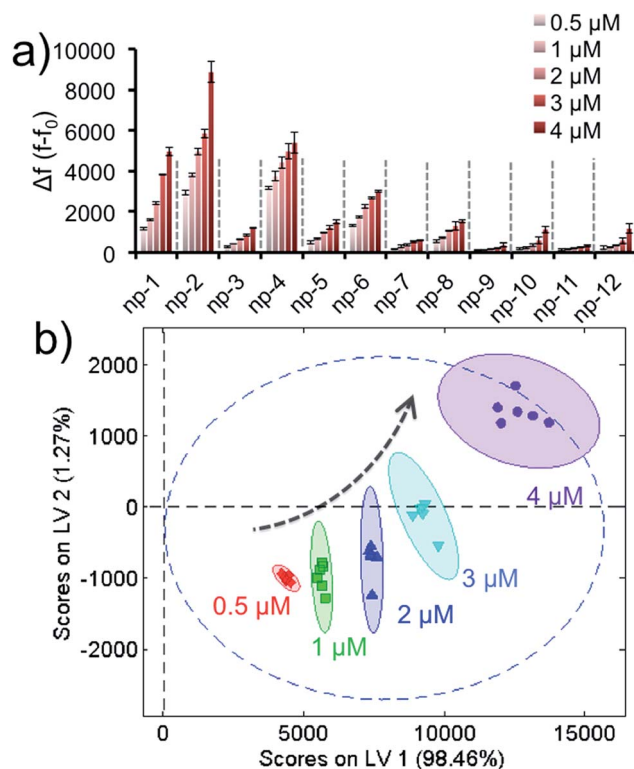 a)
0.5 µM
1 µM
2 µM
3 µM
4 µM
Δf (f-f₀)
10000
8000
6000
4000
2000
0
np-1
np-2
np-3
np-4
np-5
np-6
np-7
np-8
np-9
np-10
np-11
np-12
b)
Scores on LV 2 (1.27%)
2000
1000
0
-1000
-2000
0.5 µM
1 µM
2 µM
3 µM
4 µM
0
5000
10000
15000
Scores on LV 1 (98.46%)